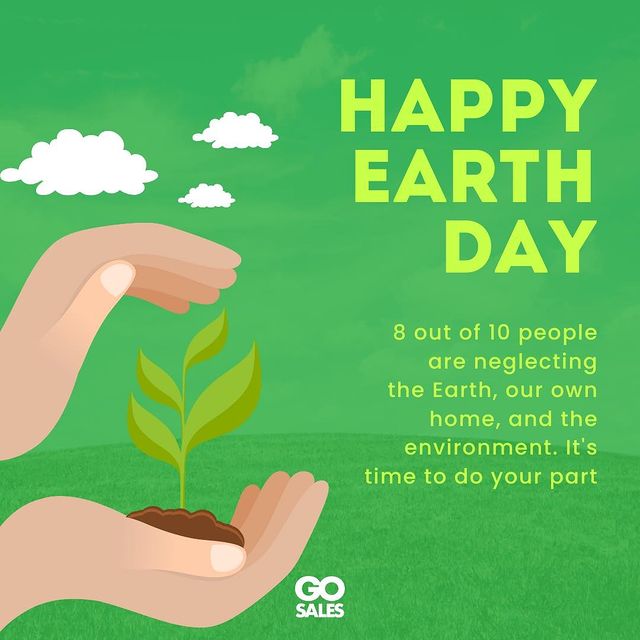 HAPPY
EARTH
DAY
8 out of 10 people
are neglecting
the Earth, our own
home, and the
environment. It's
time to do your part
GO
SALES